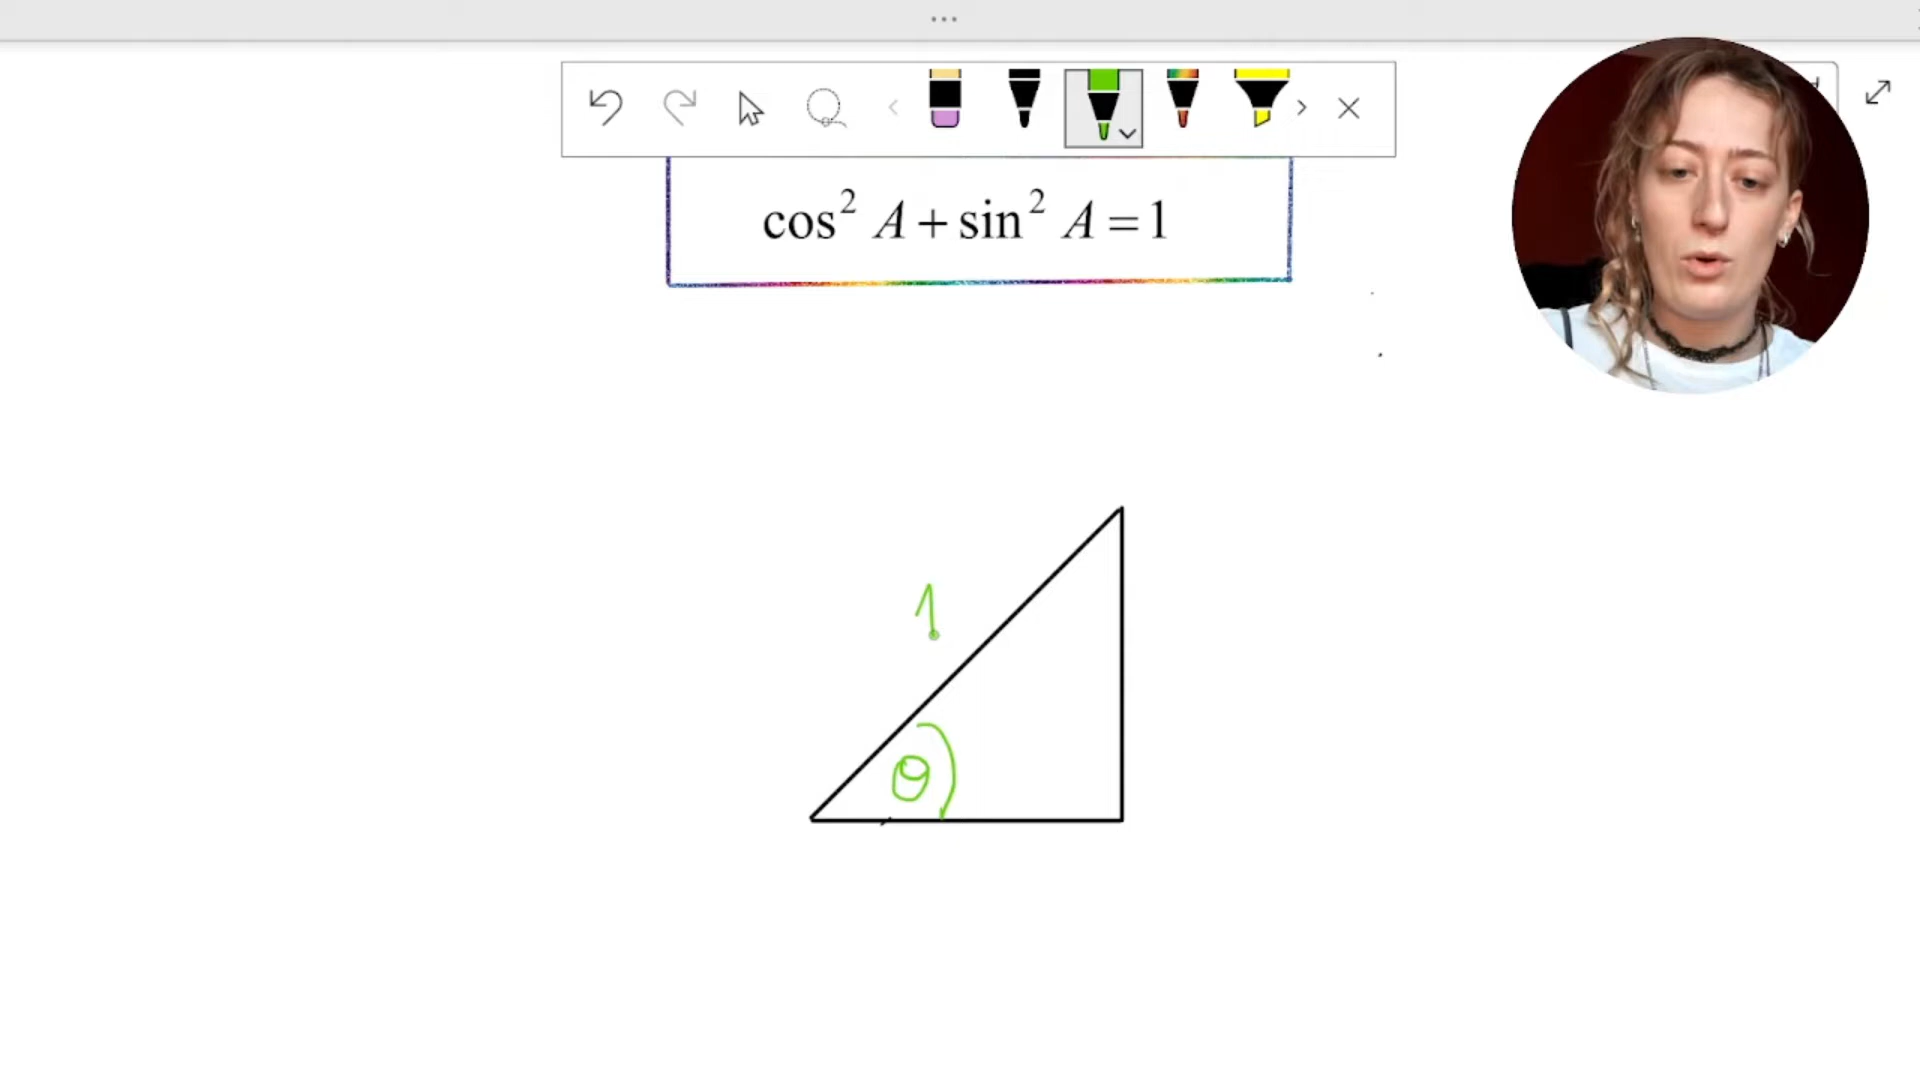 cos² A + sin² A = 1
1
θ